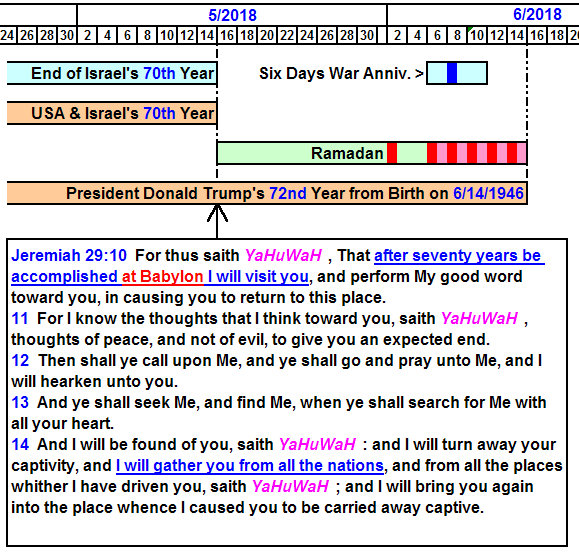 5/2018 6/2018
24 26 28 30 2 4 6 8 10 12 14 16 18 20 22 24 26 28 30 2 4 6 8 10 12 14 16 18 20
End of Israel's 70th Year
Six Days War Anniv. >
USA & Israel's 70th Year
Ramadan
President Donald Trump's 72nd Year from Birth on 6/14/1946
Jeremiah 29:10 For thus saith YaHuWaH , That after seventy years be
accomplished at Babylon I will visit you, and perform My good word
toward you, in causing you to return to this place.
11 For I know the thoughts that I think toward you, saith YaHuWaH ,
thoughts of peace, and not of evil, to give you an expected end.
12 Then shall ye call upon Me, and ye shall go and pray unto Me, and I
will hearken unto you.
13 And ye shall seek Me, and find Me, when ye shall search for Me with
all your heart.
14 And I will be found of you, saith YaHuWaH : and I will turn away your
captivity, and I will gather you from all the nations, and from all the places
whither I have driven you, saith YaHuWaH ; and I will bring you again
into the place whence I caused you to be carried away captive.